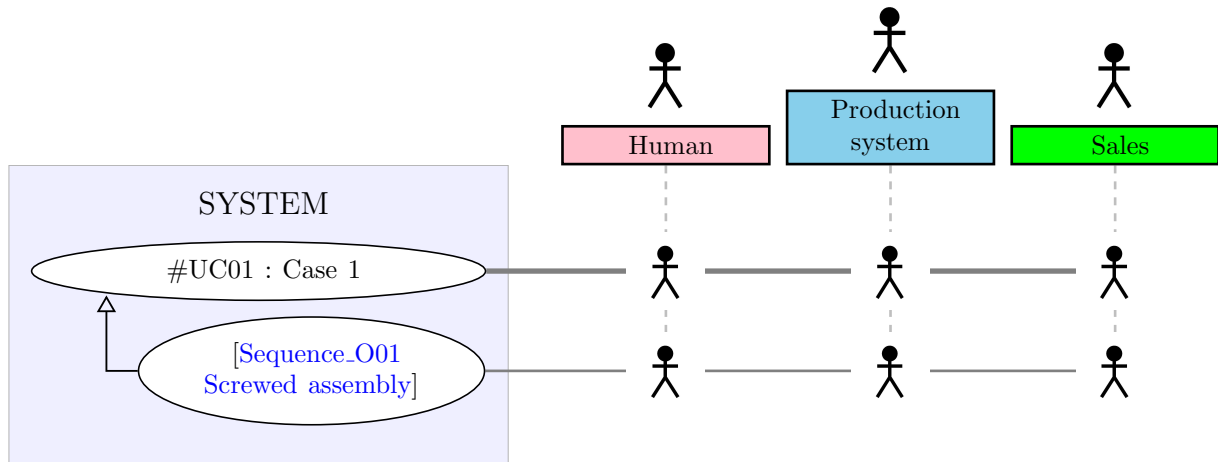 Production
system
Human
Sales
SYSTEM
#UC01 : Case 1
[Sequence_O01
Screwed assembly]